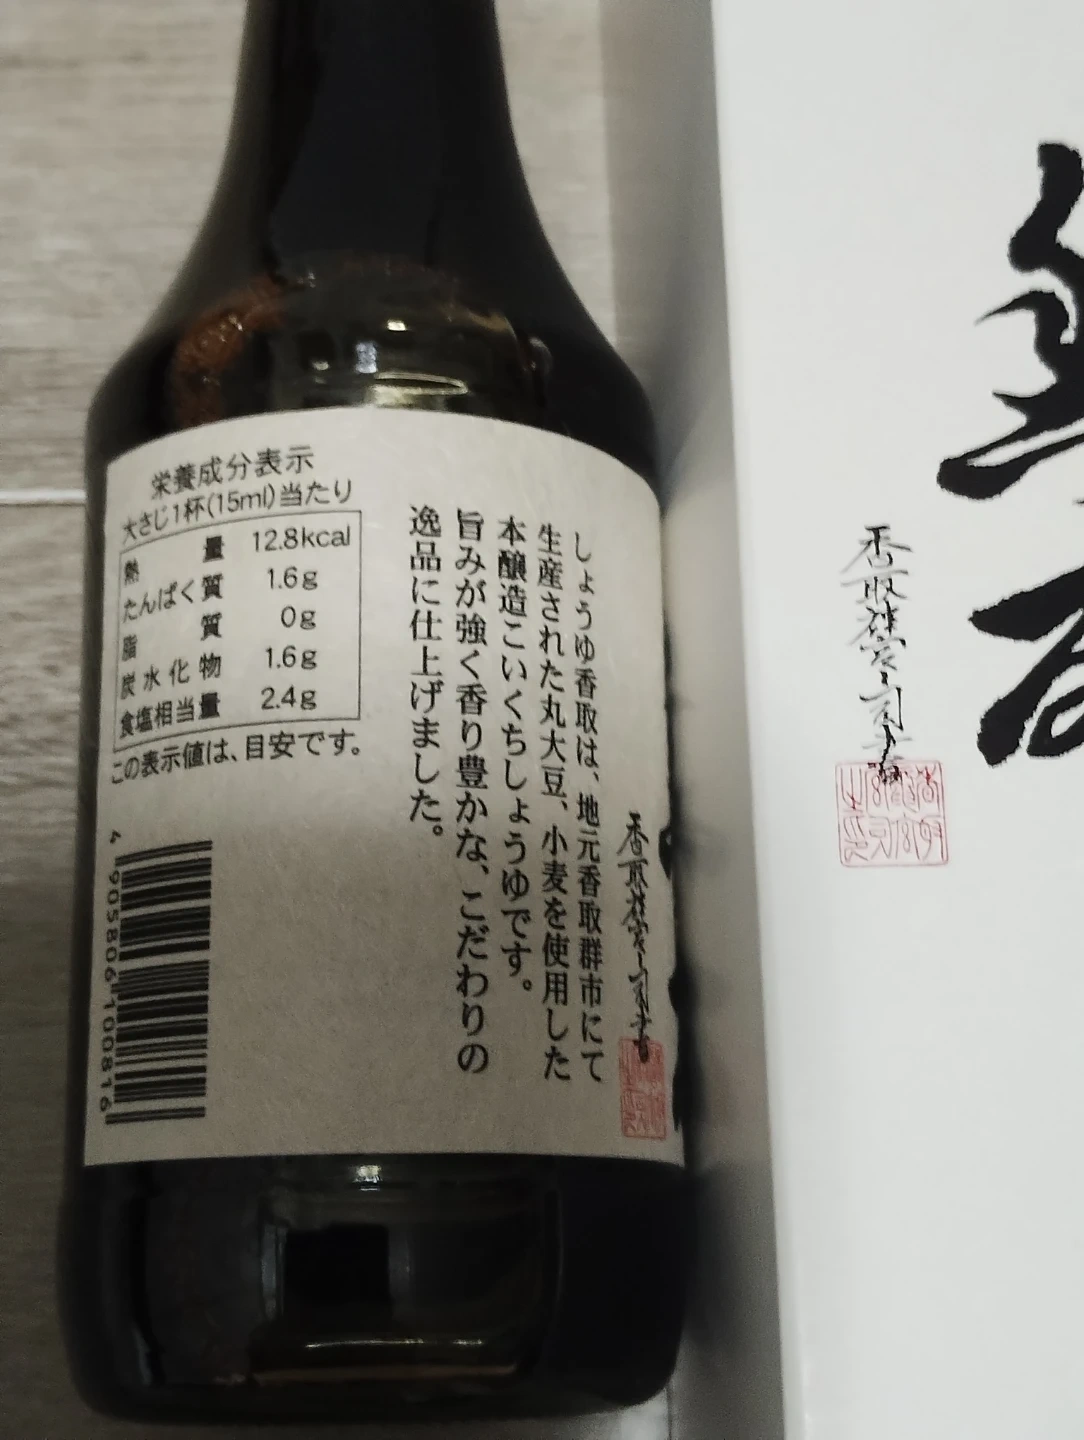 栄養成分表示
大さじ1杯(15ml)当たり
熱量 12.8kcal
たんぱく質 1.6g
脂質 0g
炭水化物 1.6g
食塩相当量 2.4g
この表示値は、目安です。
しょうゆ香取は、地元香取群市にて
生産された丸大豆、小麦を使用した
本醸造こいくちしょうゆです。
旨みが強く香り豊かな、こだわりの
逸品に仕上げました。
4 905806 100816